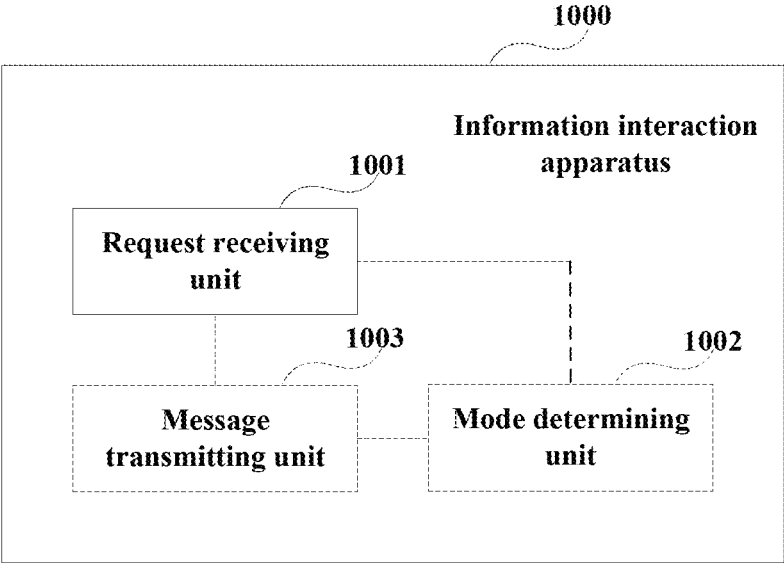 1000
Information interaction
apparatus
1001
Request receiving
unit
1003
1002
Message
transmitting unit
Mode determining
unit